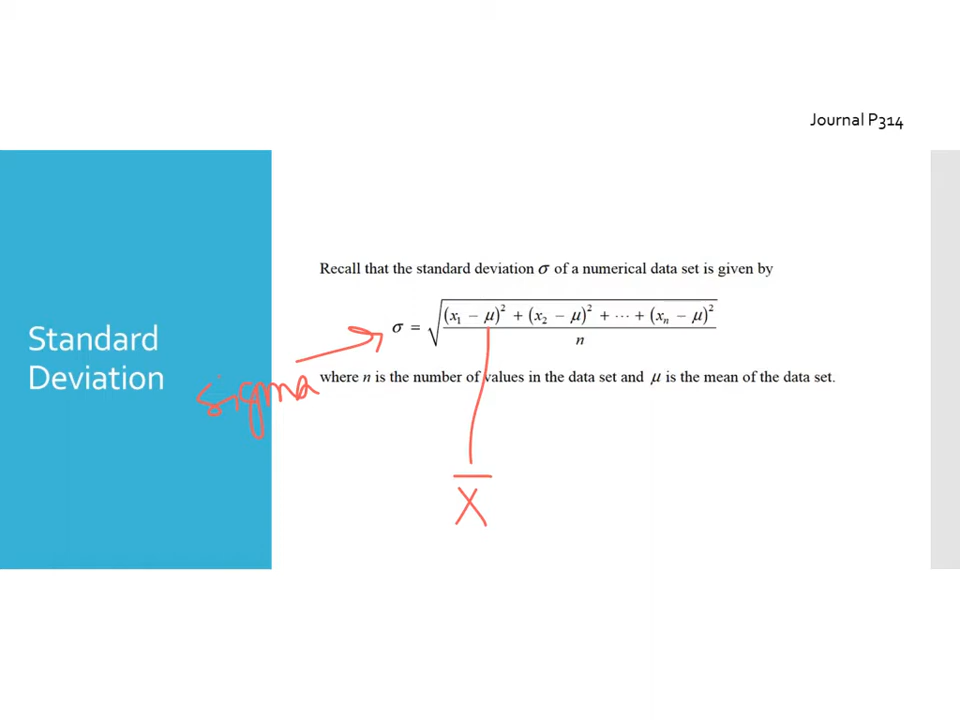 Journal P314
Recall that the standard deviation σ of a numerical data set is given by
σ = √((x₁ − μ)² + (x₂ − μ)² + ⋯ + (xₙ − μ)² / n)
Standard
Deviation
sigma
where n is the number of values in the data set and μ is the mean of the data set.
x̄